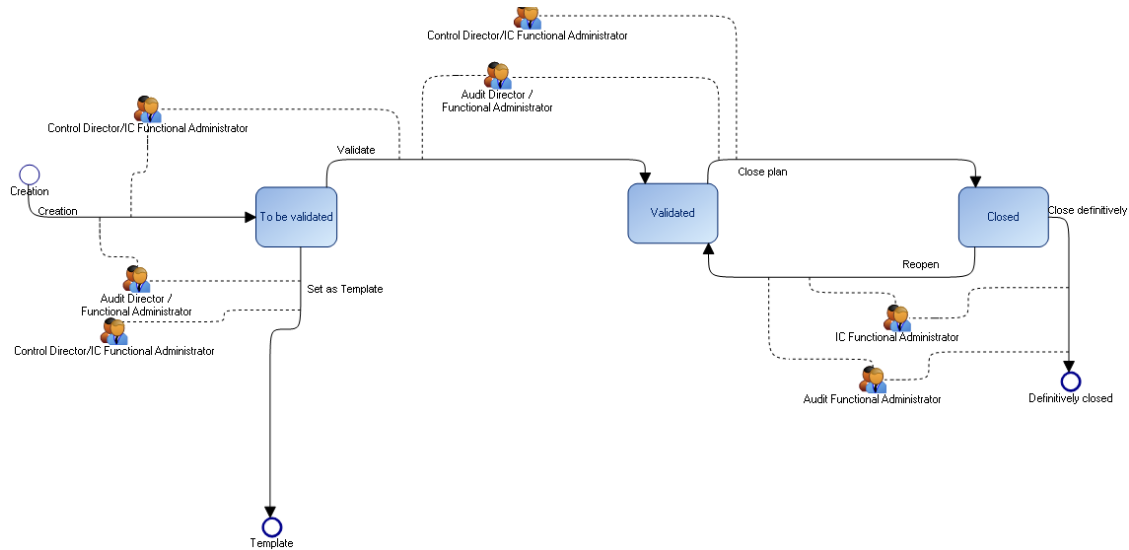 Control Director/IC Functional Administrator
Audit Director /
Functional Administrator
Control Director/IC Functional Administrator
Validate
Close plan
Creation
Creation
To be validated
Validated
Closed
Close definitively
Reopen
Set as Template
Audit Director /
Functional Administrator
Control Director/IC Functional Administrator
IC Functional Administrator
Audit Functional Administrator
Definitively closed
Template